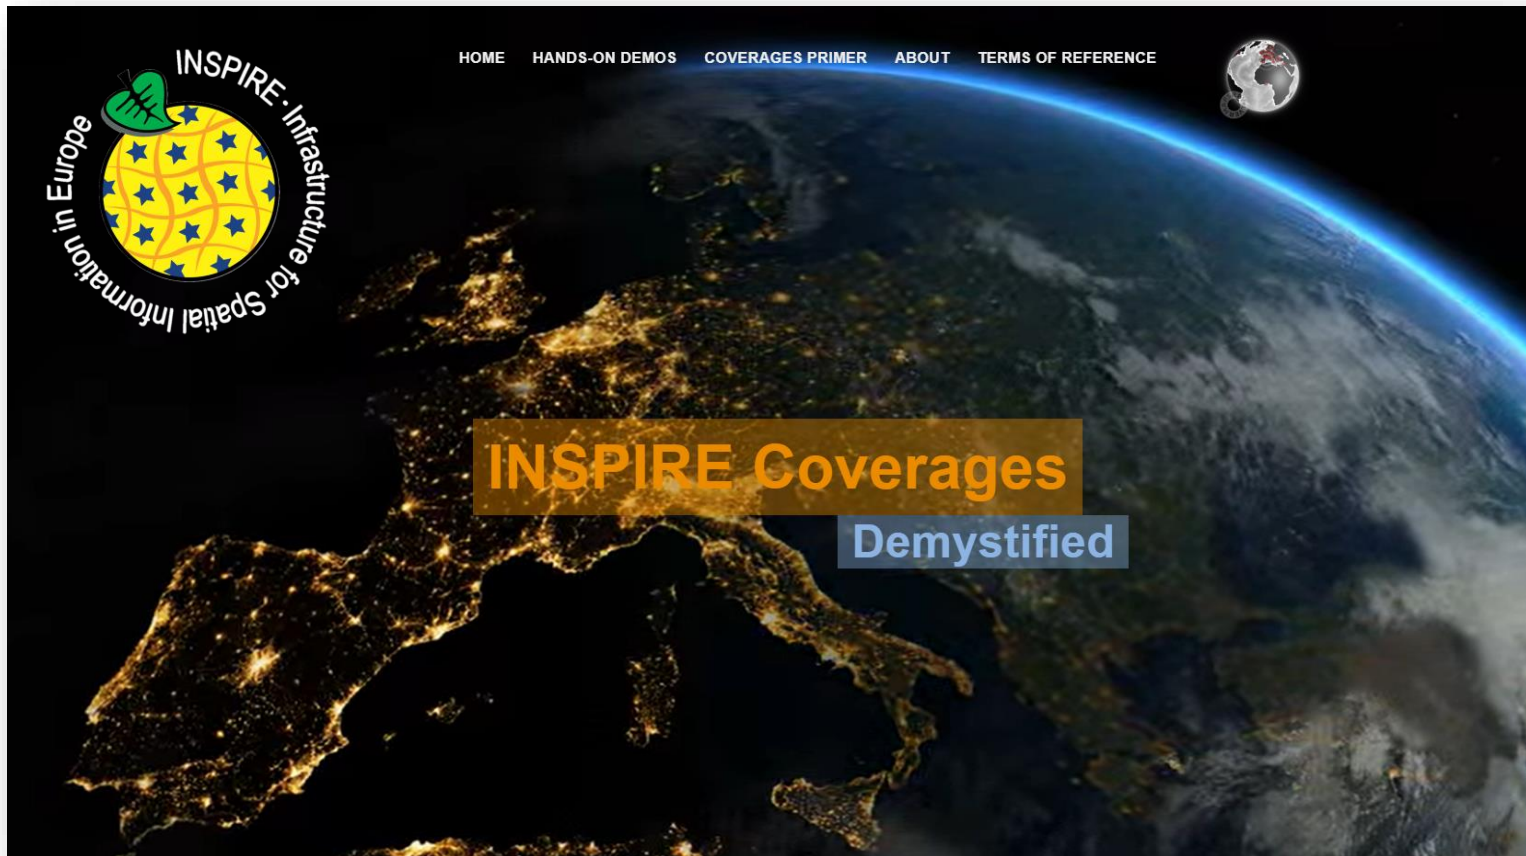 INSPIRE · Infrastructure for Spatial Information in Europe
HOME HANDS-ON DEMOS COVERAGES PRIMER ABOUT TERMS OF REFERENCE
INSPIRE Coverages
Demystified